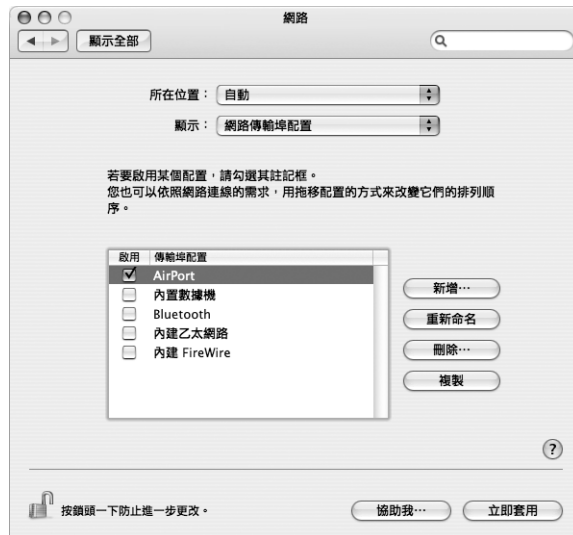 網路
顯示全部
所在位置： 自動
顯示： 網路傳輸埠配置
若要啟用某個配置，請勾選其註記框。
您也可以依照網路連線的需求，用拖移配置的方式來改變它們的排列順
序。
啟用 傳輸埠配置
AirPort
內置數據機
Bluetooth
內建乙太網路
內建 FireWire
新增…
重新命名
刪除…
複製
?
按鎖頭一下防止進一步更改。
協助我…
立即套用